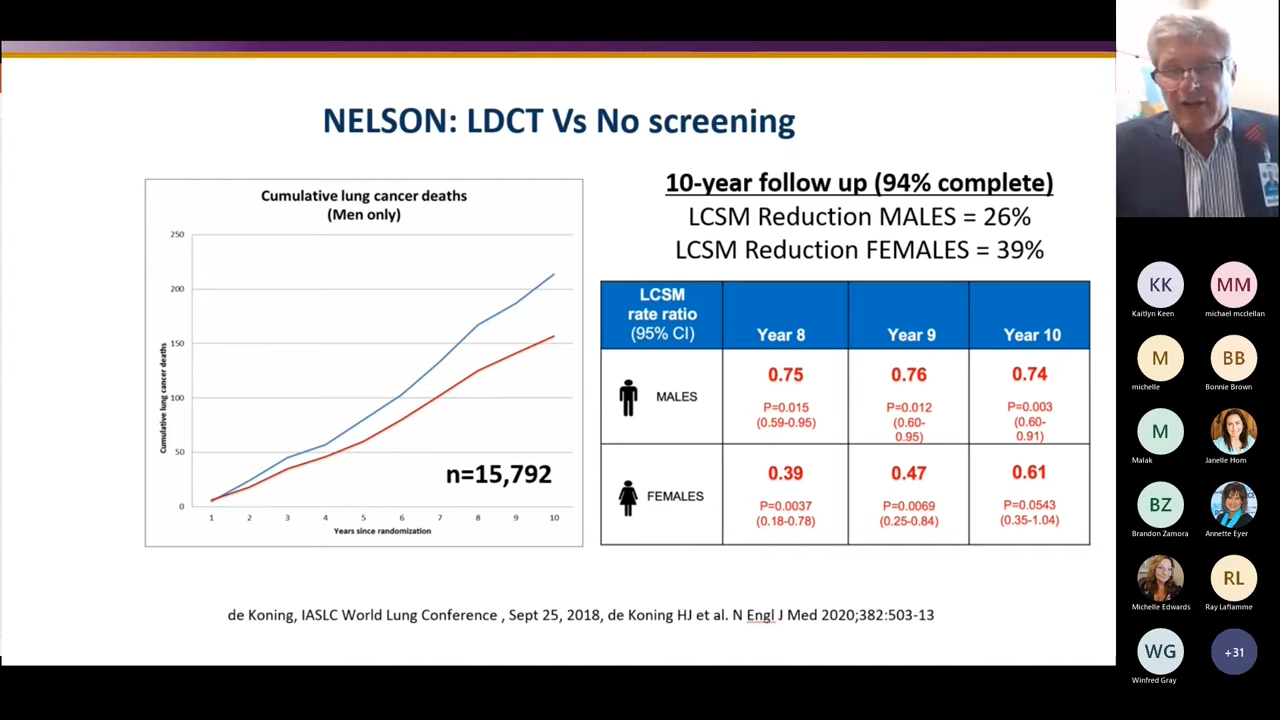 NELSON: LDCT Vs No screening
Cumulative lung cancer deaths
(Men only)
250
200
150
100
50
0
Cumulative lung cancer deaths
1 2 3 4 5 6 7 8 9 10
Years since randomization
n=15,792
10-year follow up (94% complete)
LCSM Reduction MALES = 26%
LCSM Reduction FEMALES = 39%
LCSM
rate ratio
(95% CI)
Year 8
Year 9
Year 10
MALES
0.75
P=0.015
(0.59-0.95)
0.76
P=0.012
(0.60-
0.95)
0.74
P=0.003
(0.60-
0.91)
FEMALES
0.39
P=0.0037
(0.18-0.78)
0.47
P=0.0069
(0.25-0.84)
0.61
P=0.0543
(0.35-1.04)
de Koning, IASLC World Lung Conference , Sept 25, 2018, de Koning HJ et al. N Engl J Med 2020;382:503-13
KK
Kaitlyn Keen
MM
michael mcclellan
M
michelle
BB
Bonnie Brown
M
Malak
Janelle Hom
BZ
Brandon Zamora
Annette Eyer
Michelle Edwards
RL
Ray Laflamme
WG
Winfred Gray
+31